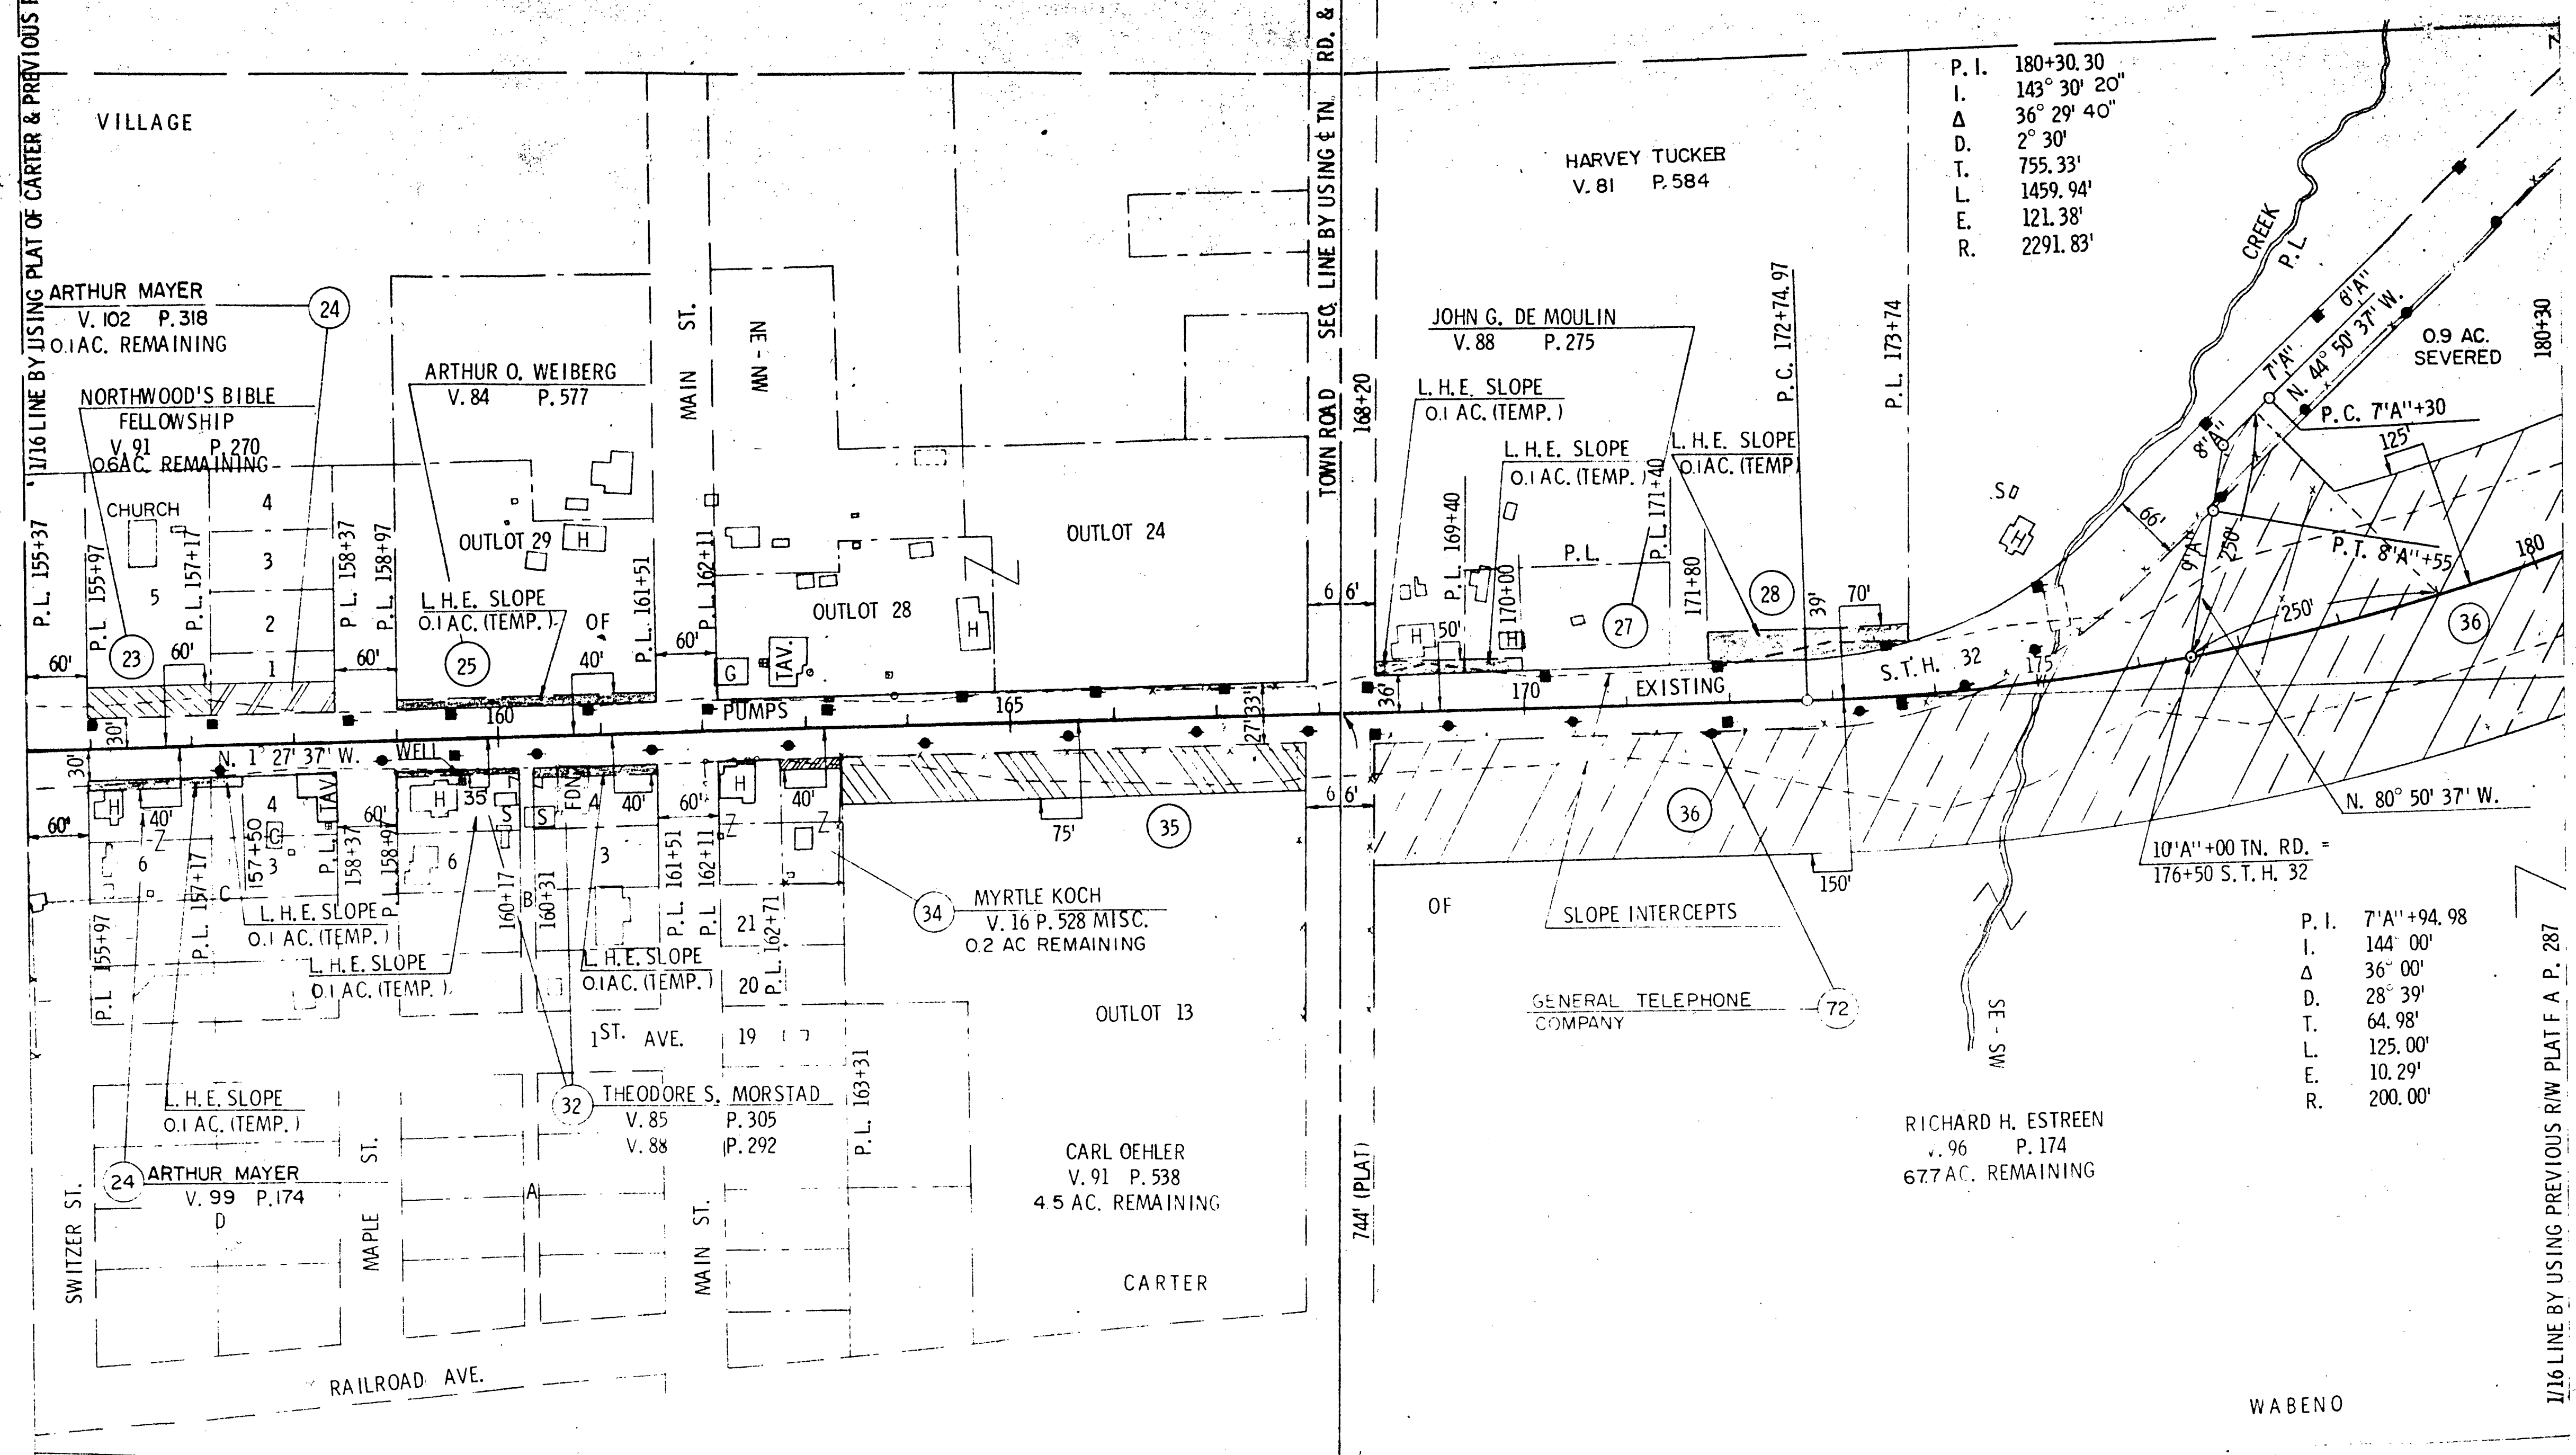 1/16 LINE BY USING PLAT OF CARTER & PREVIOUS
VILLAGE
ARTHUR MAYER
V. 102 P. 318
0.1 AC. REMAINING
24
NORTHWOOD'S BIBLE
FELLOWSHIP
V. 91 P. 270
0.6 AC. REMAINING
ARTHUR O. WEIBERG
V. 84 P. 577
MAIN ST.
NE - NW
TOWN ROAD SEC. LINE BY USING ℄ TN. RD. &
168+20
HARVEY TUCKER
V. 81 P. 584
P. I. 180+30.30
I. 143° 30' 20"
Δ 36° 29' 40"
D. 2° 30'
T. 755.33'
L. 1459.94'
E. 121.38'
R. 2291.83'
CREEK
P. L.
6"A"
7"A"
N. 44° 50' 37" W.
8"A"
0.9 AC.
SEVERED
180+30
P. C. 7"A"+30
125'
JOHN G. DE MOULIN
V. 88 P. 275
L. H. E. SLOPE
0.1 AC. (TEMP.)
L. H. E. SLOPE
0.1 AC. (TEMP.)
L. H. E. SLOPE
0.1 AC. (TEMP)
P. C. 172+74.97
P. L. 173+74
P. L. 155+37
P. L. 155+97
CHURCH
5
P. L. 157+17
4
3
2
1
P. L. 158+37
P. L. 158+97
OUTLOT 29
H
L. H. E. SLOPE
0.1 AC. (TEMP.)
OF
P. L. 161+51
P. L. 162+11
OUTLOT 28
OUTLOT 24
H
TAV.
G
P. L. 169+40
170+00
P. L.
P. L. 171+40
171+80
S
H
66'
9"A"
250'
P. T. 8"A"+55
180
23
60'
60'
60'
25
40'
60'
66'
H
50'
H
27
28
39'
70'
250'
36
S. T. H. 32
175
EXISTING
170
36'
PUMPS
160
165
27'
33'
30'
30'
N. 1° 27' 37" W.
WELL
H
40'
60'
6
4
C
3
TAV.
P. L.
60'
H
35'
7
S
S
FDN
4
40'
60'
H
40'
75'
35
66'
36
150'
N. 80° 50' 37" W.
10"A"+00 TN. RD. =
176+50 S. T. H. 32
P. L. 155+97
P. L. 157+17
157+50
158+37
P. L. 158+97
C
6
160+17
B
160+31
3
P. L. 161+51
P. L. 162+11
21
P. L. 162+71
20
19
L. H. E. SLOPE
0.1 AC. (TEMP.)
L. H. E. SLOPE
0.1 AC. (TEMP.)
L. H. E. SLOPE
0.1 AC. (TEMP.)
34
MYRTLE KOCH
V. 16 P. 528 MISC.
0.2 AC REMAINING
OF
SLOPE INTERCEPTS
GENERAL TELEPHONE
COMPANY
72
OUTLOT 13
SE - SW
P. I. 7"A"+94.98
I. 144° 00'
Δ 36° 00'
D. 28° 39'
T. 64.98'
L. 125.00'
E. 10.29'
R. 200.00'
1ST. AVE.
P. L. 163+31
L. H. E. SLOPE
0.1 AC. (TEMP.)
32
THEODORE S. MORSTAD
V. 85 P. 305
V. 88 P. 292
24
ARTHUR MAYER
V. 99 P. 174
D
A
SWITZER ST.
MAPLE ST.
MAIN ST.
CARL OEHLER
V. 91 P. 538
4.5 AC. REMAINING
CARTER
744' (PLAT)
RICHARD H. ESTREEN
V. 96 P. 174
67.7 AC. REMAINING
RAILROAD AVE.
WABENO
1/16 LINE BY USING PREVIOUS R/W PLAT F A P. 287